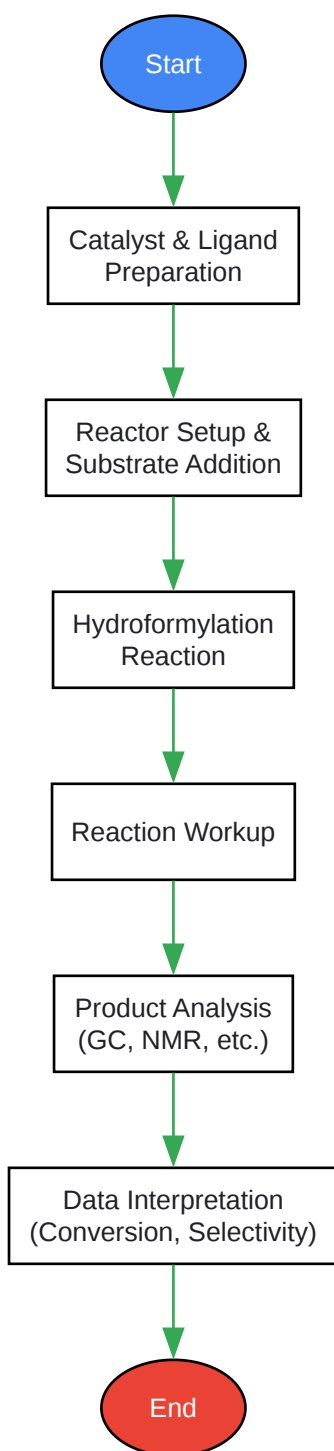 Start
Catalyst & Ligand
Preparation
Reactor Setup &
Substrate Addition
Hydroformylation
Reaction
Reaction Workup
Product Analysis
(GC, NMR, etc.)
Data Interpretation
(Conversion, Selectivity)
End